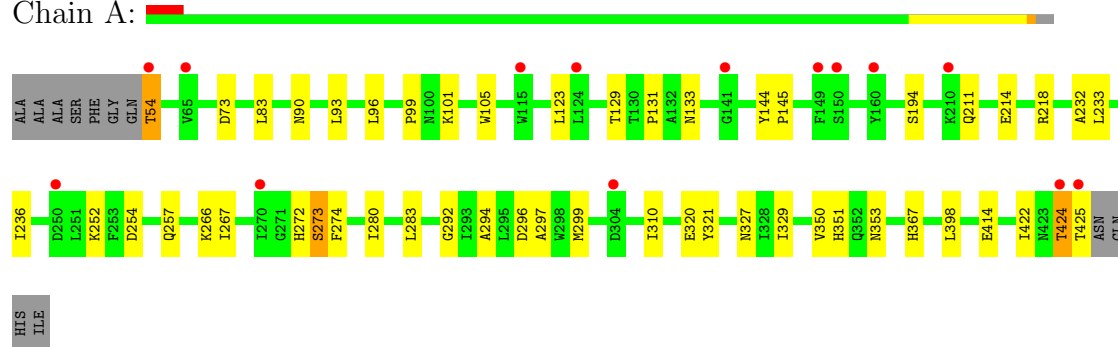 Chain A:
ALA ALA ALA SER PHE GLY GLN T54 V65 D73 L83 N90 L93 L96 P99 N100 K101 W105 W115 L123 L124 T129 T130 P131 A132 N133 G141 Y144 P145 F149 S150 Y160 S194 K210 Q211 E214 R218 A232 L233
I236 D250 L251 K252 F253 D254 Q257 K266 I267 I270 G271 H272 S273 F274 I280 L283 G292 I293 A294 L295 D296 A297 W298 M299 D304 I310 E320 Y321 N327 I328 I329 V350 H351 Q352 N353 H367 L398 E414 I422 N423 T424 T425 ASN GLN
HIS ILE